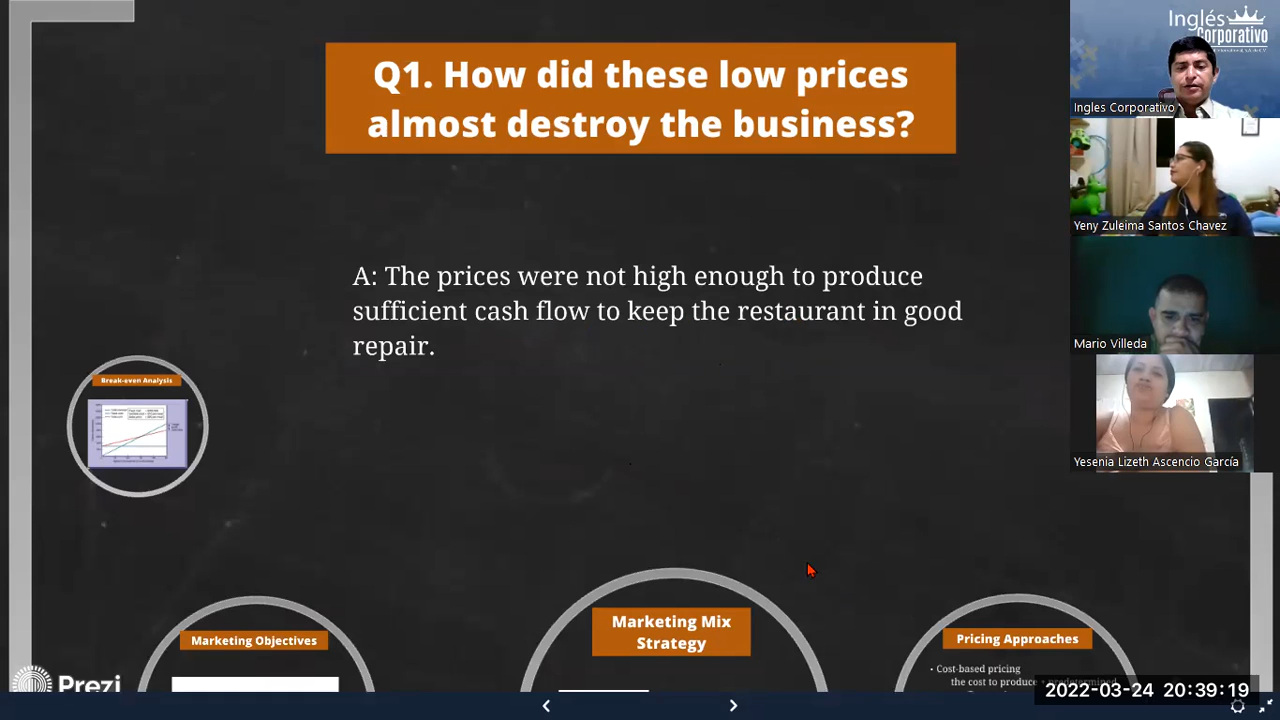 Q1. How did these low prices
almost destroy the business?
A: The prices were not high enough to produce
sufficient cash flow to keep the restaurant in good
repair.
Break-even Analysis
Marketing Objectives
Marketing Mix
Strategy
Pricing Approaches
• Cost-based pricing
the cost to produce + predetermined
Prezi
Inglés
Corporativo
Ingles Corporativo
Yeny Zuleima Santos Chavez
Mario Villeda
Yesenia Lizeth Ascencio García
2022-03-24 20:39:19